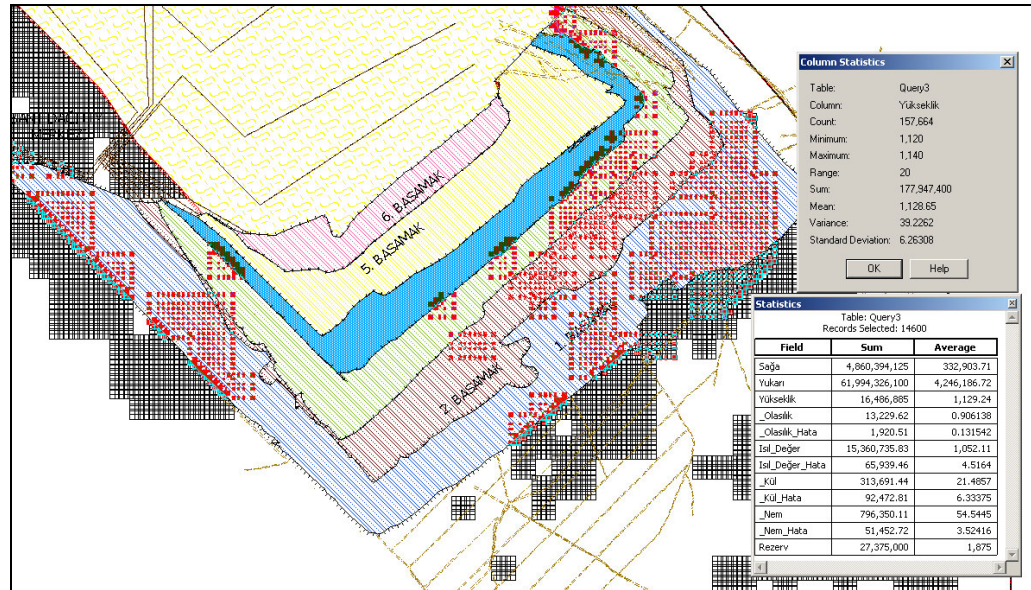 6. BASAMAK
5. BASAMAK
2. BASAMAK
Column Statistics
Table: Query3
Column: Yükseklik
Count: 157,664
Minimum: 1,120
Maximum: 1,140
Range: 20
Sum: 177,947,400
Mean: 1,128.65
Variance: 39.2262
Standard Deviation: 6.26308
OK Help
Statistics
Table: Query3
Records Selected: 14600
Field Sum Average
Sağa 4,860,394,125 332,903.71
Yukarı 61,994,326,100 4,246,186.72
Yükseklik 16,486,885 1,129.24
_Olasılık 13,229.62 0.906138
_Olasılık_Hata 1,920.51 0.131542
Isıl_Değer 15,360,735.83 1,052.11
Isıl_Değer_Hata 65,939.46 4.5164
_Kül 313,691.44 21.4857
_Kül_Hata 92,472.81 6.33375
_Nem 796,350.11 54.5445
_Nem_Hata 51,452.72 3.52416
Rezerv 27,375,000 1,875